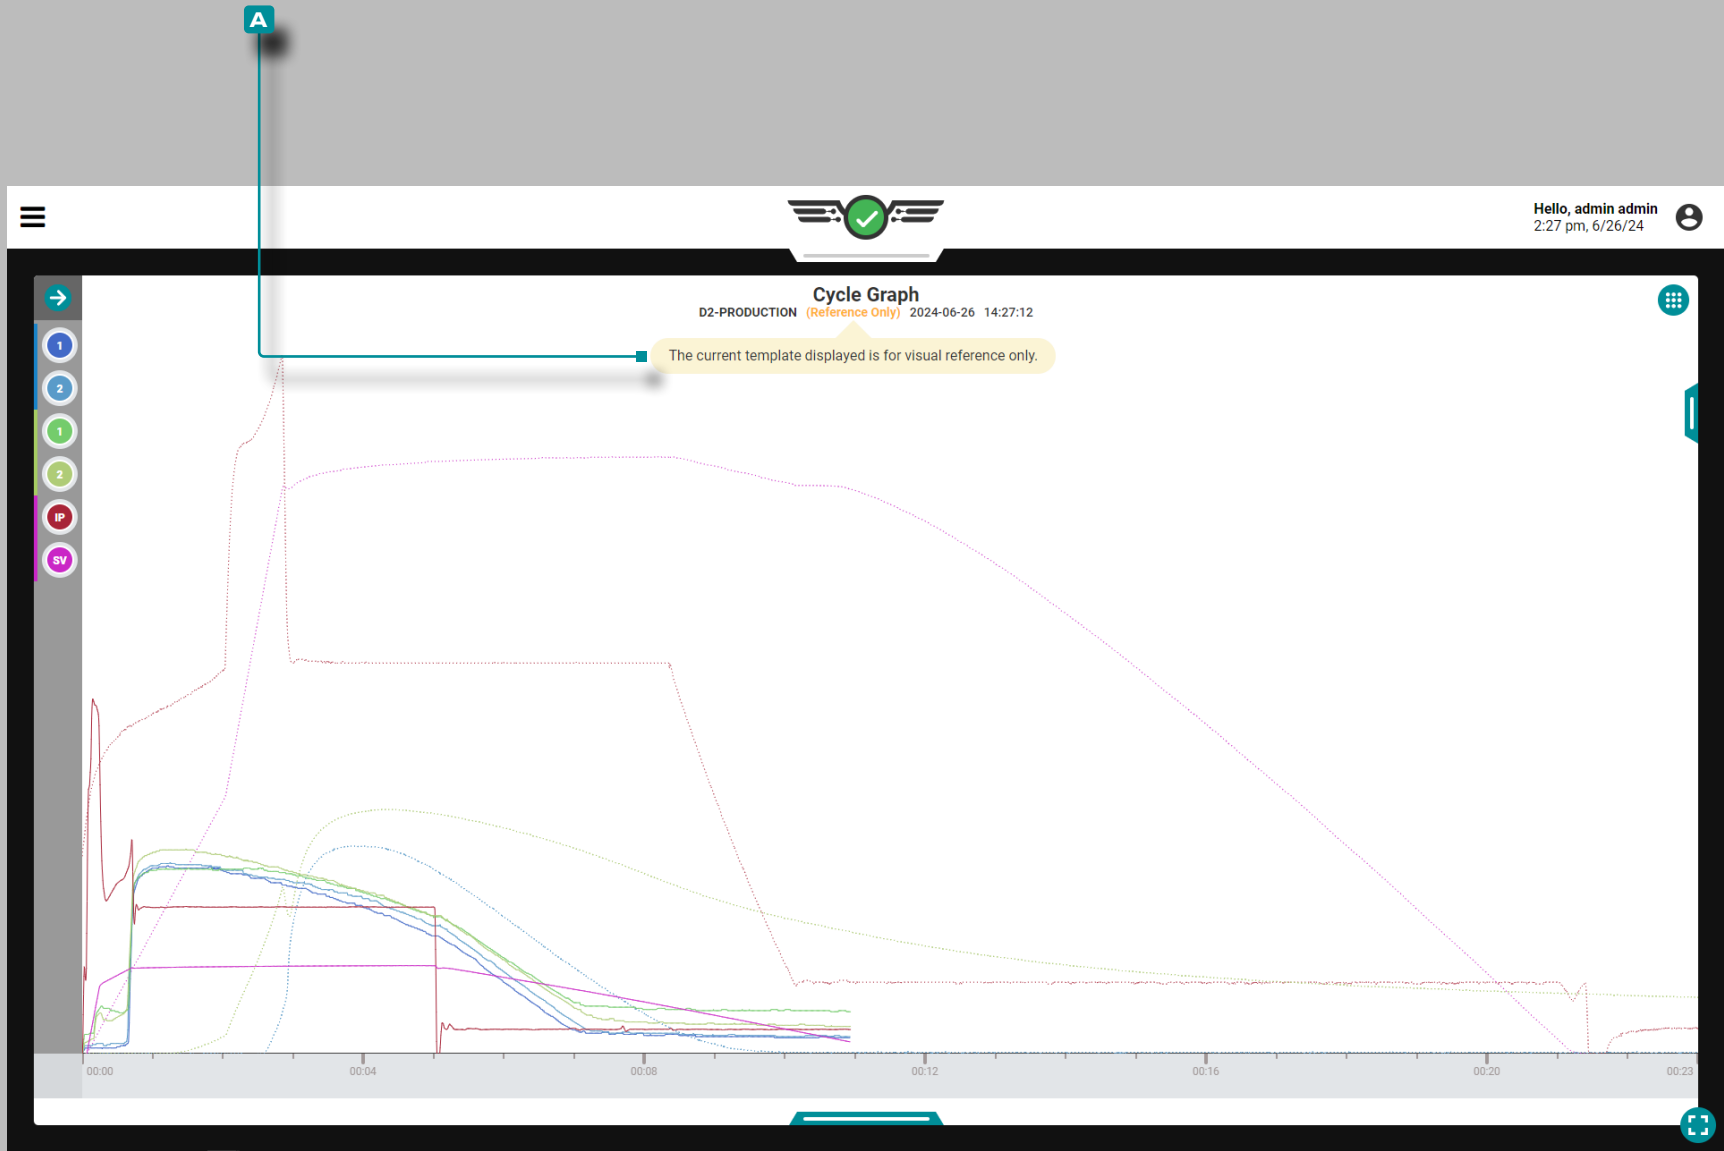 A
Hello, admin admin
2:27 pm, 6/26/24
Cycle Graph
D2-PRODUCTION (Reference Only) 2024-06-26 14:27:12
The current template displayed is for visual reference only.
1
2
1
2
IP
SV
00:00 00:04 00:08 00:12 00:16 00:20 00:23